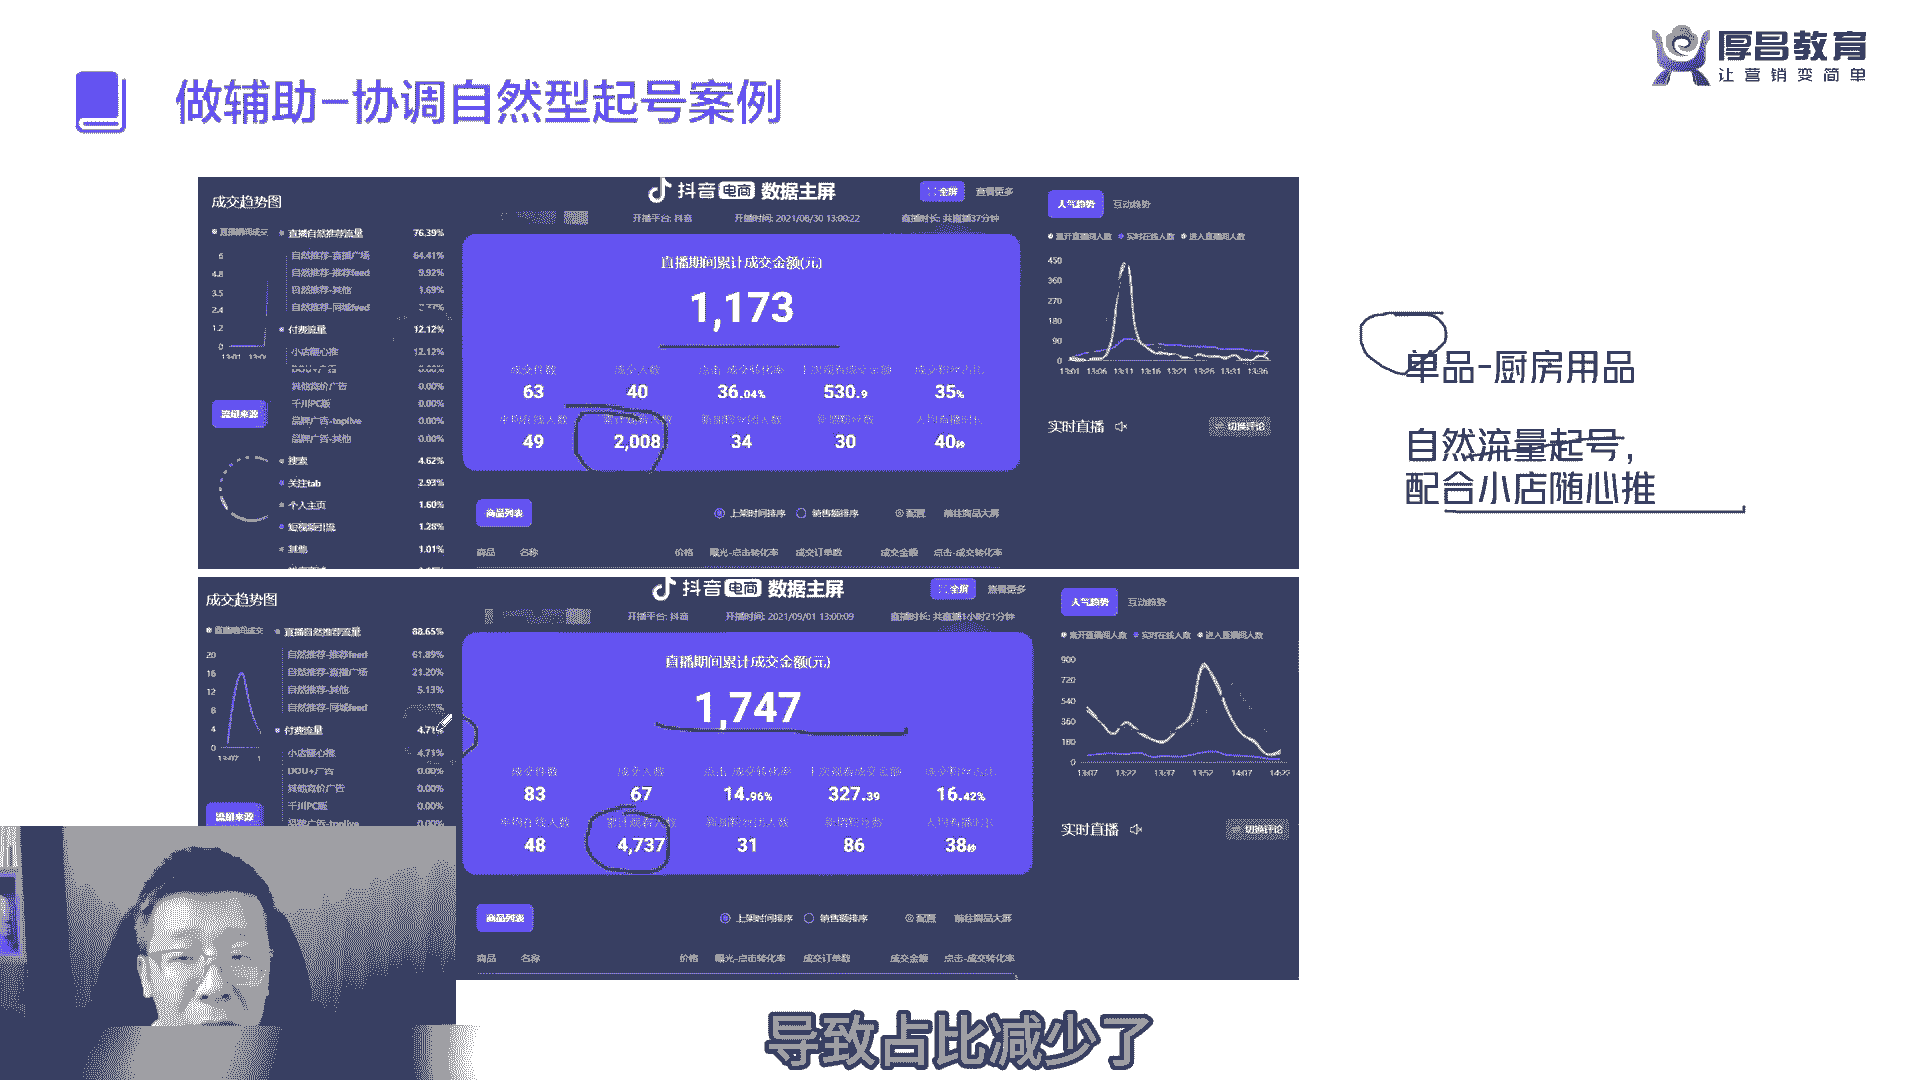 厚昌教育
让营销变简单
做辅助-协调自然型起号案例
成交趋势图
直播自然推荐流量 76.39%
自然推荐-直播广场 64.41%
自然推荐-推荐feed 9.92%
自然推荐-其他 1.69%
自然推荐-同城feed
付费流量 12.12%
小店随心推 12.12%
其他竞价广告 0.00%
千川PC版 0.00%
品牌广告-toplive 0.00%
品牌广告-其他 0.00%
流量来源
搜索 4.62%
关注tab 2.93%
个人主页 1.60%
短视频引流 1.28%
其他 1.01%
6
4.8
3.5
2.4
1.2
0
13:01
抖音电商 数据主屏
全屏 查看更多
开播平台: 抖音 开播时间: 2021/08/30 13:00:22 直播时长: 共直播37分钟
直播期间累计成交金额(元)
1,173
成交件数 成交人数 点击-成交转化率 千次观看成交金额 成交粉丝占比
63 40 36.04% 530.9 35%
平均在线人数 累计观看人数 新加粉丝团人数 新增粉丝数 人均看播时长
49 2,008 34 30 40秒
商品列表 上架时间排序 销售额排序 配置 前往商品大屏
商品 名称 价格 曝光-点击转化率 成交订单数 成交金额 点击-成交转化率
人气趋势 互动趋势
离开直播间人数 实时在线人数 进入直播间人数
450
360
270
180
90
0
13:01 13:06 13:11 13:16 13:21 13:26 13:31 13:36
实时直播 切换评论
单品-厨房用品
自然流量起号,
配合小店随心推
成交趋势图
直播自然推荐流量 88.65%
自然推荐-推荐feed 61.89%
自然推荐-直播广场 21.20%
自然推荐-其他 5.13%
自然推荐-同城feed
付费流量 4.71%
小店随心推 4.71%
DOU+广告 0.00%
其他竞价广告 0.00%
千川PC版 0.00%
品牌广告-toplive 0.00%
流量来源
20
16
12
8
4
0
13:07
抖音电商 数据主屏
全屏 查看更多
开播平台: 抖音 开播时间: 2021/09/01 13:00:09 直播时长: 共直播1小时21分钟
直播期间累计成交金额(元)
1,747
成交件数 成交人数 点击-成交转化率 千次观看成交金额 成交粉丝占比
83 67 14.96% 327.39 16.42%
平均在线人数 累计观看人数 新加粉丝团人数 新增粉丝数 人均看播时长
48 4,737 31 86 38秒
商品列表 上架时间排序 销售额排序 配置 前往商品大屏
商品 名称 价格 曝光-点击转化率 成交订单数 成交金额 点击-成交转化率
人气趋势 互动趋势
离开直播间人数 实时在线人数 进入直播间人数
900
720
540
360
180
0
13:07 13:22 13:37 13:52 14:07 14:22
实时直播 切换评论
导致占比减少了